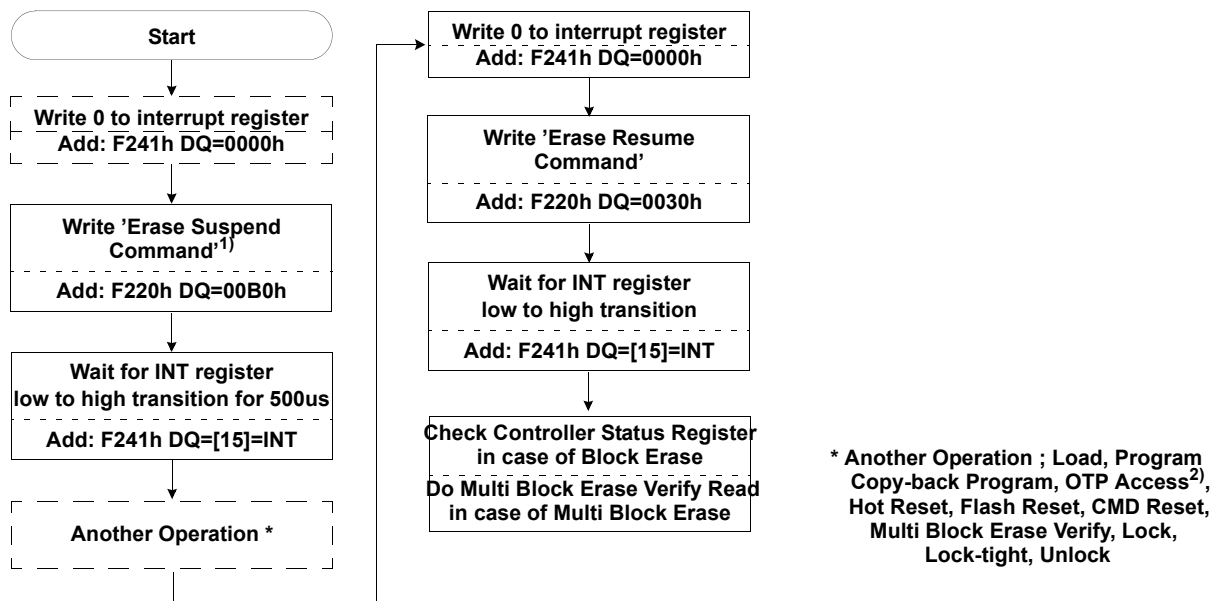 Start
Write 0 to interrupt register
Add: F241h DQ=0000h
Write ’Erase Suspend
Command’1)
Add: F220h DQ=00B0h
Wait for INT register
low to high transition for 500us
Add: F241h DQ=[15]=INT
Another Operation *
Write 0 to interrupt register
Add: F241h DQ=0000h
Write ’Erase Resume
Command’
Add: F220h DQ=0030h
Wait for INT register
low to high transition
Add: F241h DQ=[15]=INT
Check Controller Status Register
in case of Block Erase
Do Multi Block Erase Verify Read
in case of Multi Block Erase
* Another Operation ; Load, Program
Copy-back Program, OTP Access2),
Hot Reset, Flash Reset, CMD Reset,
Multi Block Erase Verify, Lock,
Lock-tight, Unlock